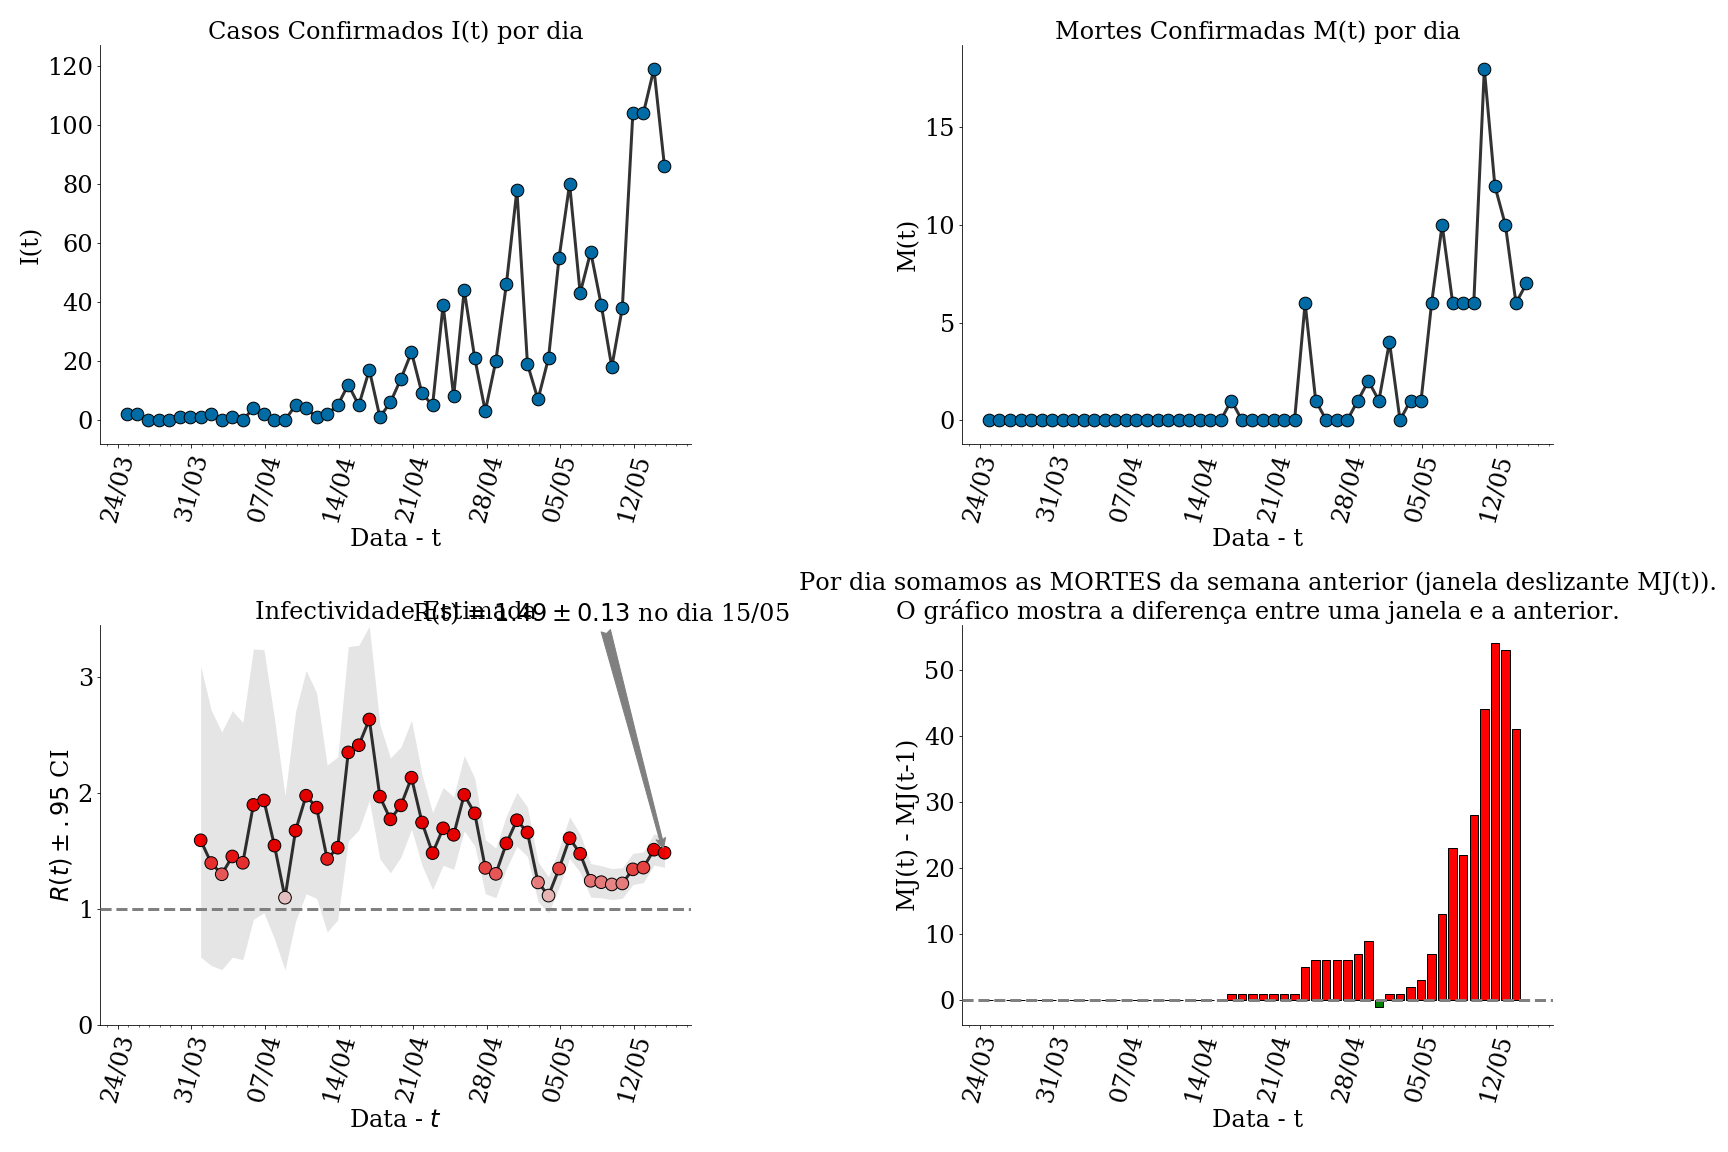 Casos Confirmados I(t) por dia
I(t)
120
100
80
60
40
20
0
24/03 31/03 07/04 14/04 21/04 28/04 05/05 12/05
Data - t
Mortes Confirmadas M(t) por dia
M(t)
15
10
5
0
24/03 31/03 07/04 14/04 21/04 28/04 05/05 12/05
Data - t
Infectividade Estimada
R(t) = 1.49 ± 0.13 no dia 15/05
R(t) ± .95 CI
3
2
1
0
24/03 31/03 07/04 14/04 21/04 28/04 05/05 12/05
Data - t
Por dia somamos as MORTES da semana anterior (janela deslizante MJ(t)).
O gráfico mostra a diferença entre uma janela e a anterior.
MJ(t) - MJ(t-1)
50
40
30
20
10
0
24/03 31/03 07/04 14/04 21/04 28/04 05/05 12/05
Data - t